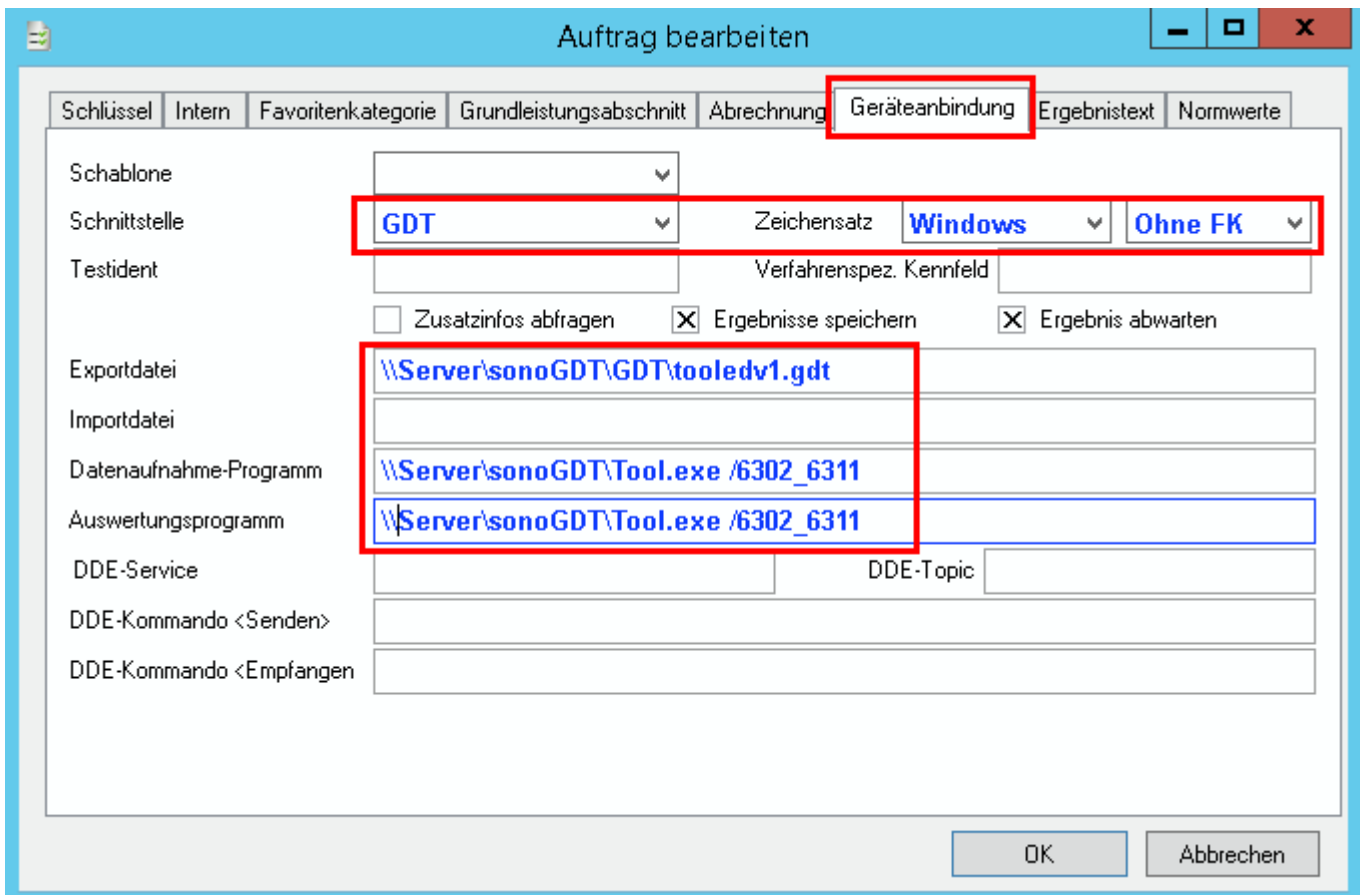 Auftrag bearbeiten
Schlüssel Intern Favoritenkategorie Grundleistungsabschnitt Abrechnung Geräteanbindung Ergebnistext Normwerte
Schablone
Schnittstelle GDT Zeichensatz Windows Ohne FK
Testident Verfahrenspez. Kennfeld
Zusatzinfos abfragen Ergebnisse speichern Ergebnis abwarten
Exportdatei \\Server\sonoGDT\GDT\tooledv1.gdt
Importdatei
Datenaufnahme-Programm \\Server\sonoGDT\Tool.exe /6302_6311
Auswertungsprogramm \\Server\sonoGDT\Tool.exe /6302_6311
DDE-Service DDE-Topic
DDE-Kommando <Senden>
DDE-Kommando <Empfangen
OK Abbrechen